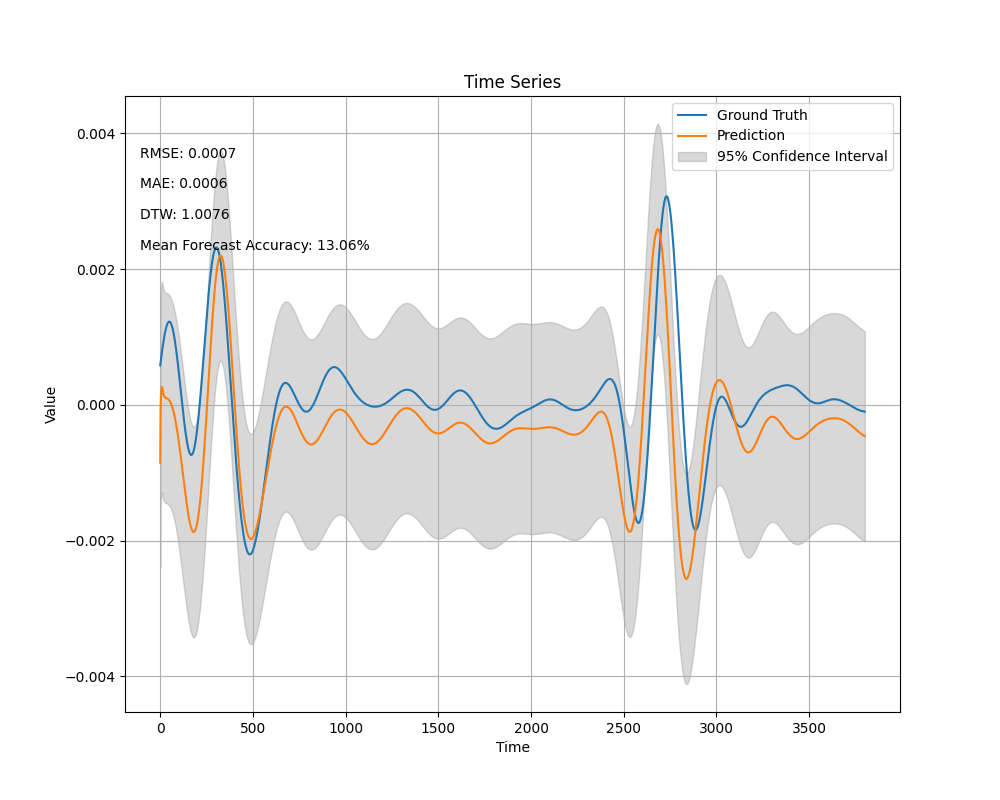 Time Series
Ground Truth
Prediction
95% Confidence Interval
RMSE: 0.0007
MAE: 0.0006
DTW: 1.0076
Mean Forecast Accuracy: 13.06%
0.004
0.002
0.000
−0.002
−0.004
Value
0 500 1000 1500 2000 2500 3000 3500
Time